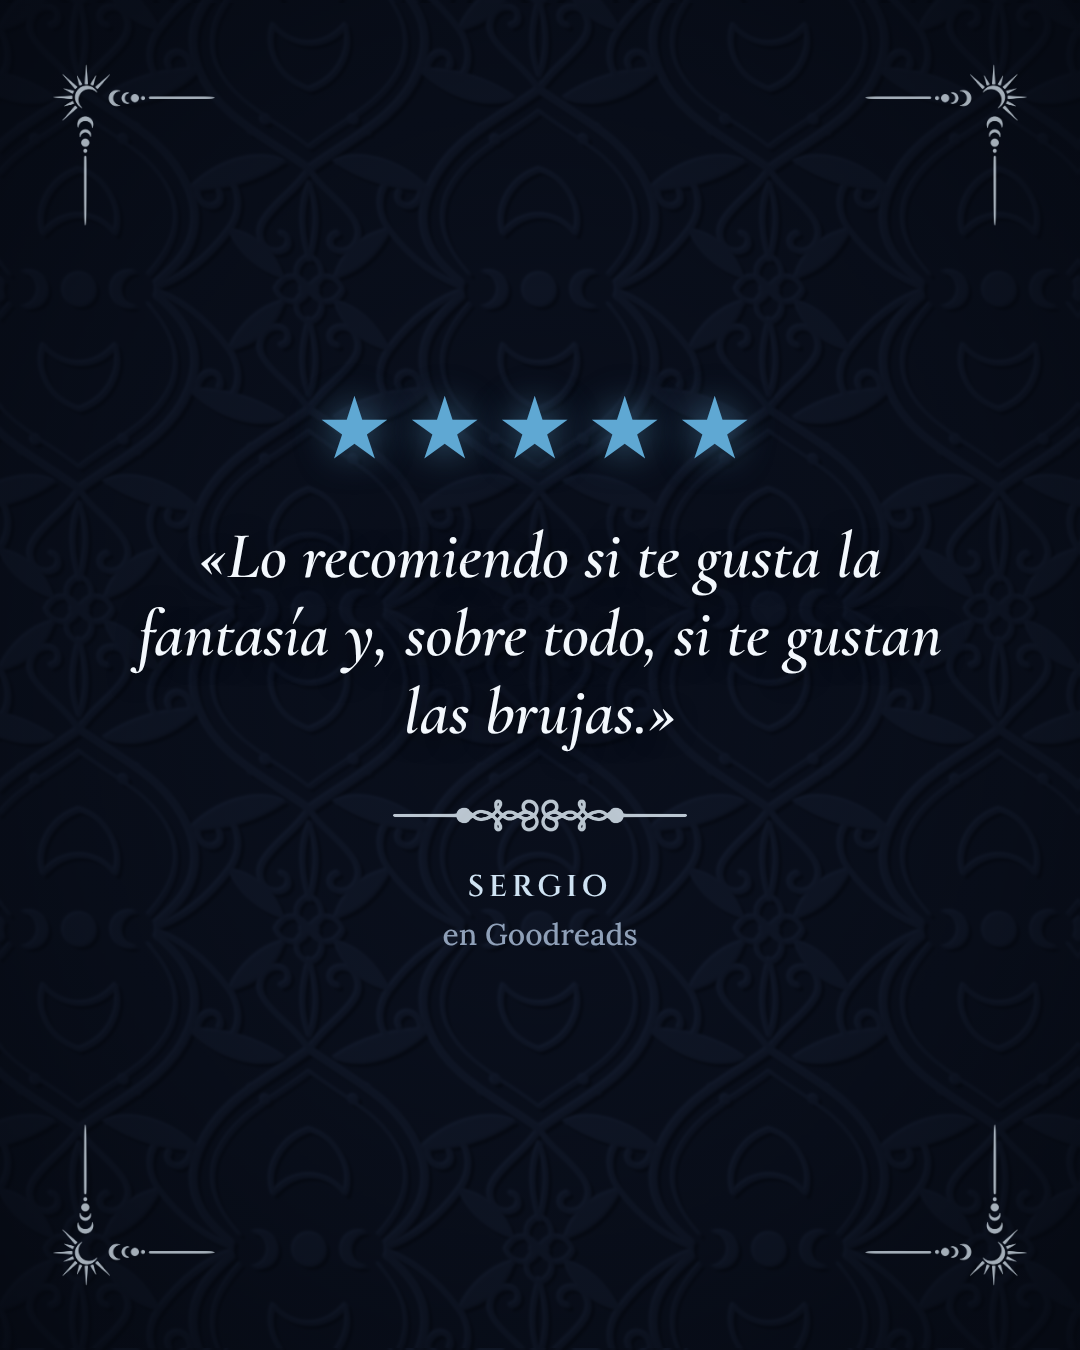 «Lo recomiendo si te gusta la
fantasía y, sobre todo, si te gustan
las brujas.»
SERGIO
en Goodreads